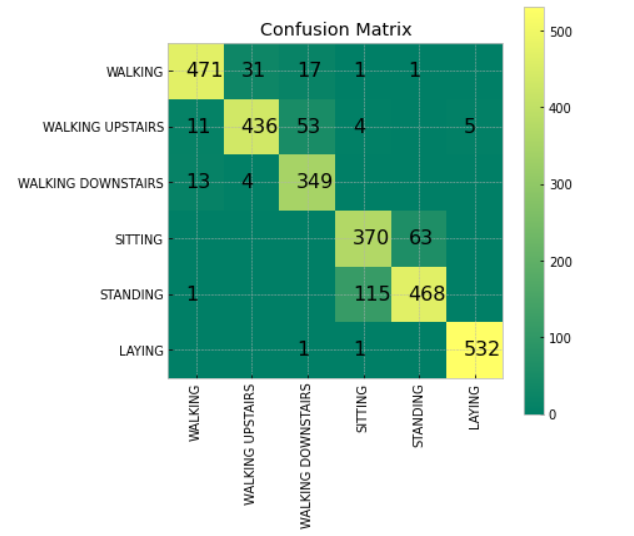 Confusion Matrix
WALKING 471 31 17 1 1
WALKING UPSTAIRS 11 436 53 4 5
WALKING DOWNSTAIRS 13 4 349
SITTING 370 63
STANDING 1 115 468
LAYING 1 1 532
WALKING
WALKING UPSTAIRS
WALKING DOWNSTAIRS
SITTING
STANDING
LAYING
500
400
300
200
100
0